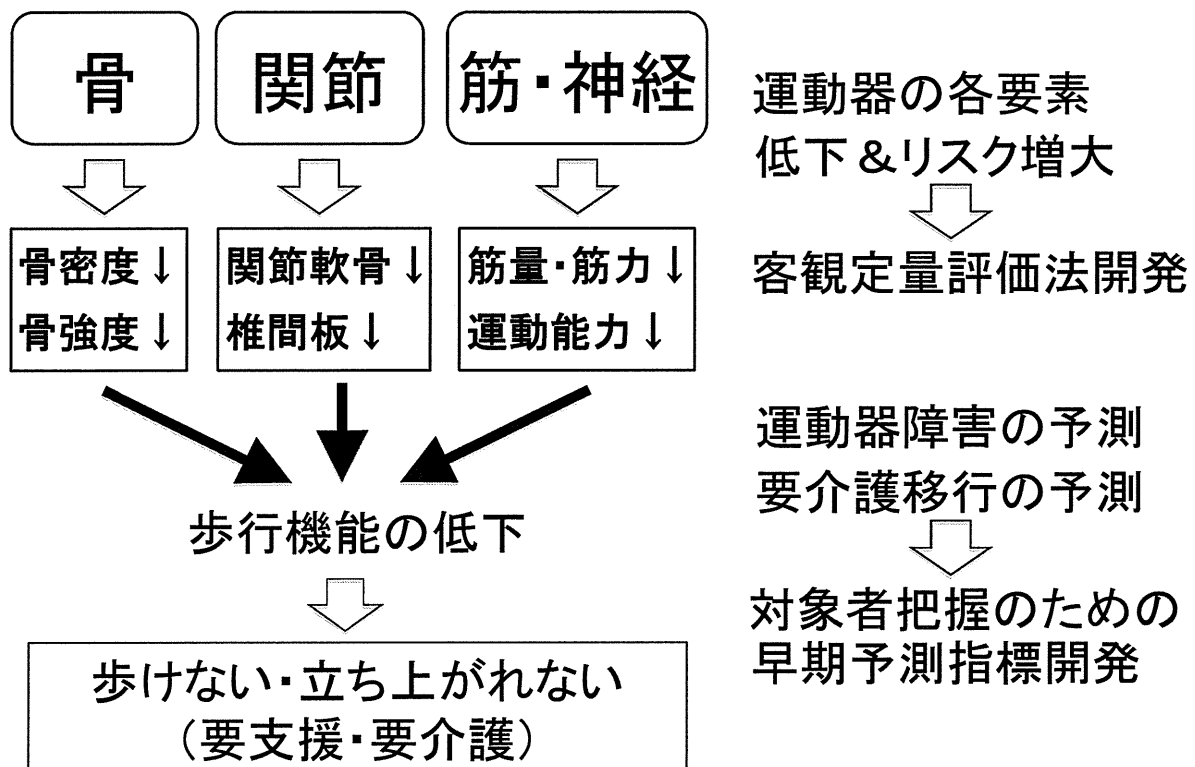 骨
関節
筋・神経
骨密度↓
骨強度↓
関節軟骨↓
椎間板↓
筋量・筋力↓
運動能力↓
歩行機能の低下
歩けない・立ち上がれない
(要支援・要介護)
運動器の各要素
低下&リスク増大
客観定量評価法開発
運動器障害の予測
要介護移行の予測
対象者把握のための
早期予測指標開発